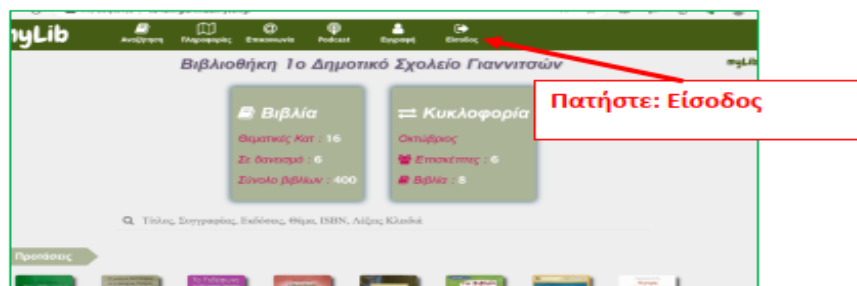 myLib
Αναζήτηση Πληροφορίες Επικοινωνία Podcast Εγγραφή Είσοδος
Βιβλιοθήκη 1ο Δημοτικό Σχολείο Γιαννιτσών
myLib
Πατήστε: Είσοδος
Βιβλία
Θεματικές Κατ : 16
Σε δανεισμό : 6
Σύνολο βιβλίων : 400
Κυκλοφορία
Οκτώβριος
Επισκέπτες : 6
Βιβλία : 8
Τίτλος, Συγγραφέας, Εκδόσεις, Θέμα, ISBN, Λέξεις Κλειδιά
Προτάσεις